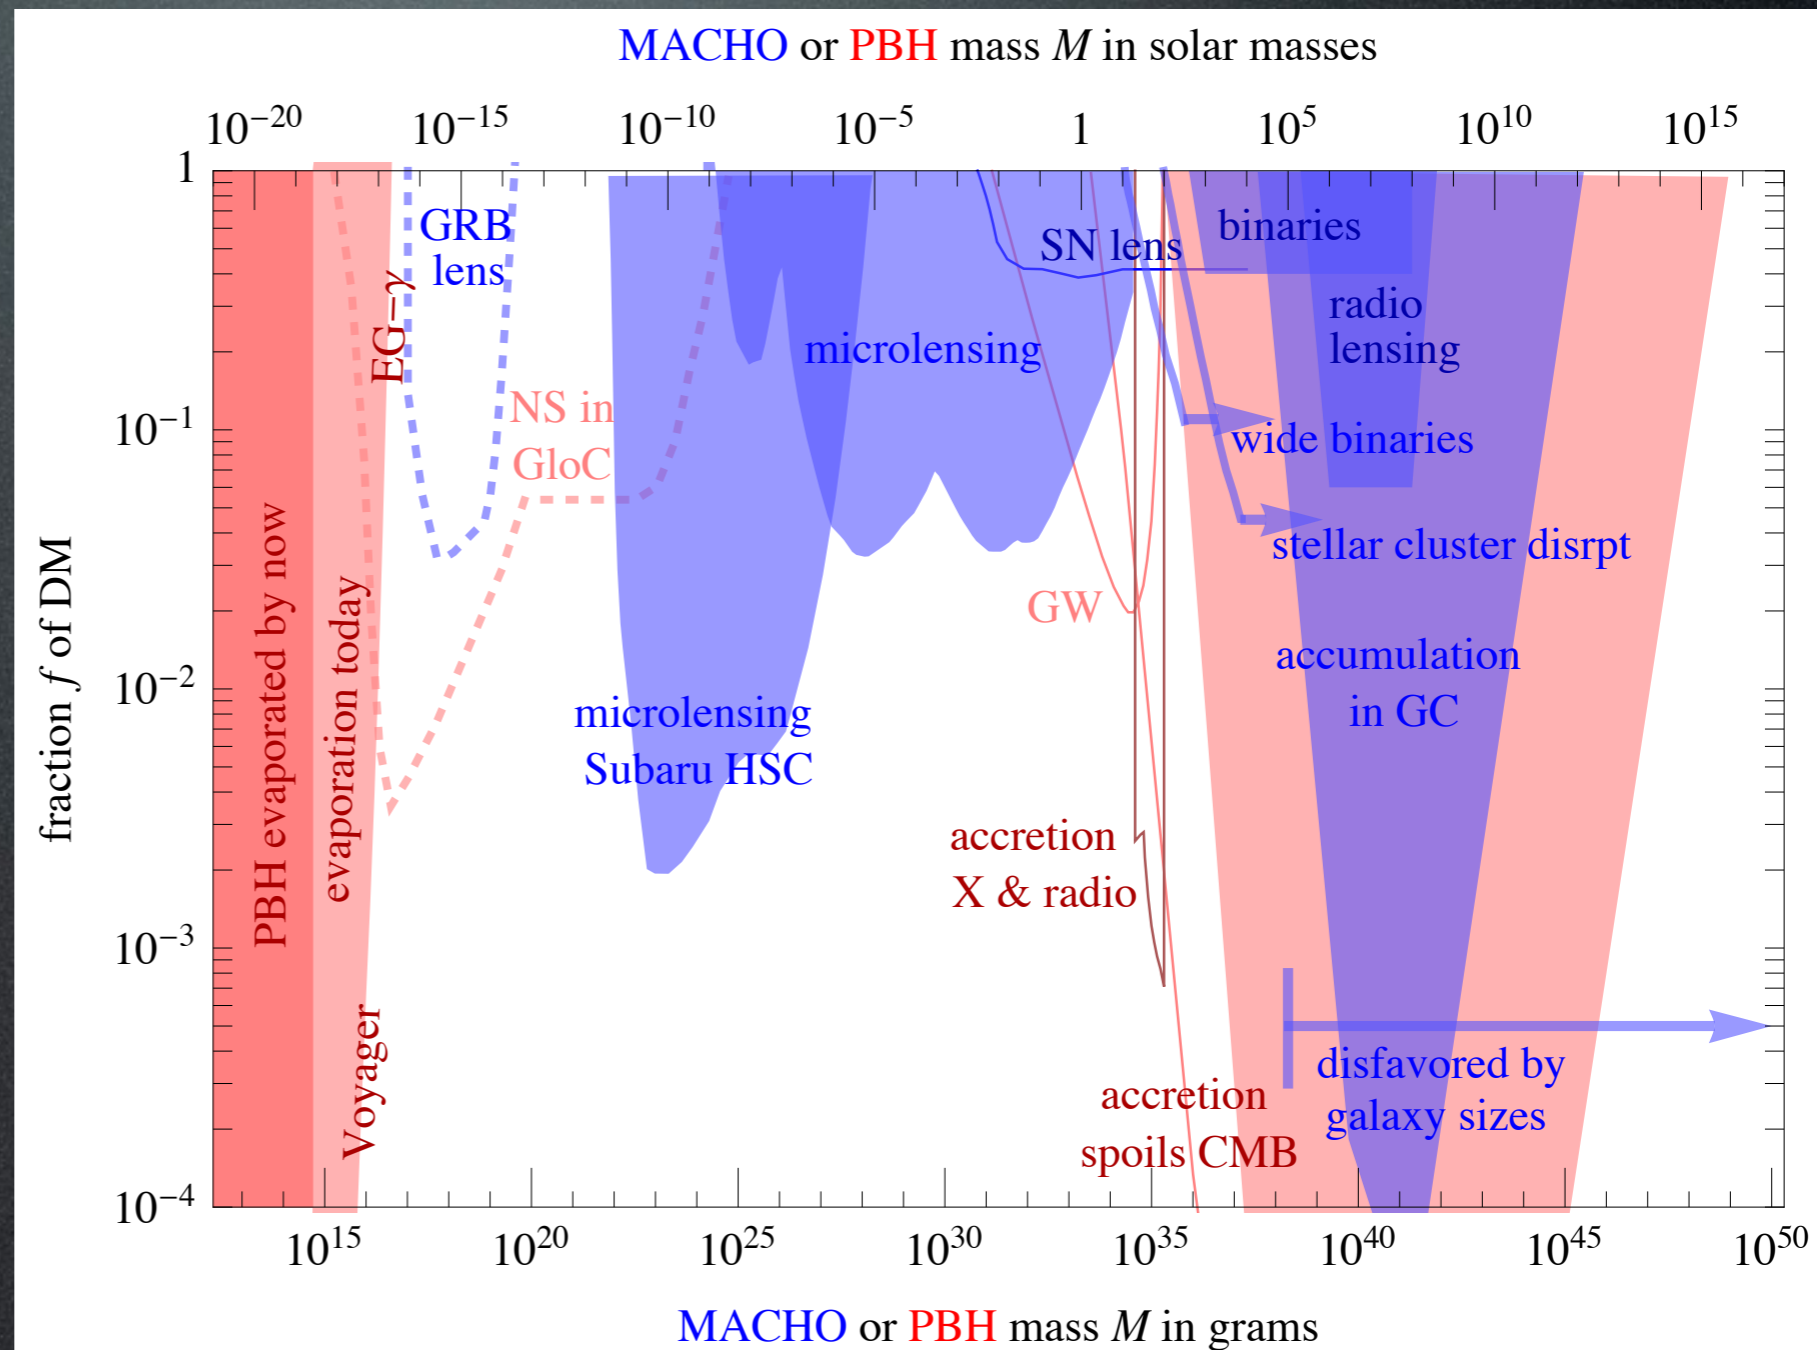 MACHO or PBH mass M in solar masses
10⁻²⁰ 10⁻¹⁵ 10⁻¹⁰ 10⁻⁵ 1 10⁵ 10¹⁰ 10¹⁵
1
10⁻¹
10⁻²
10⁻³
10⁻⁴
fraction f of DM
PBH evaporated by now
evaporation today
Voyager
EG−γ
GRB
lens
NS in
GloC
microlensing
Subaru HSC
microlensing
SN lens
binaries
radio
lensing
wide binaries
stellar cluster disrpt
GW
accumulation
in GC
accretion
X & radio
accretion
spoils CMB
disfavored by
galaxy sizes
10¹⁵ 10²⁰ 10²⁵ 10³⁰ 10³⁵ 10⁴⁰ 10⁴⁵ 10⁵⁰
MACHO or PBH mass M in grams